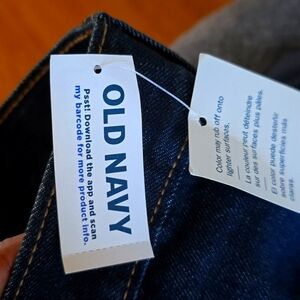 OLD NAVY
Psst! Download the app and scan
my barcode for more product info.
Color may rub off onto
lighter surfaces.
La couleur peut déteindre
sur des surfaces plus pâles.
El color puede desteñir
sobre superficies más
claras.